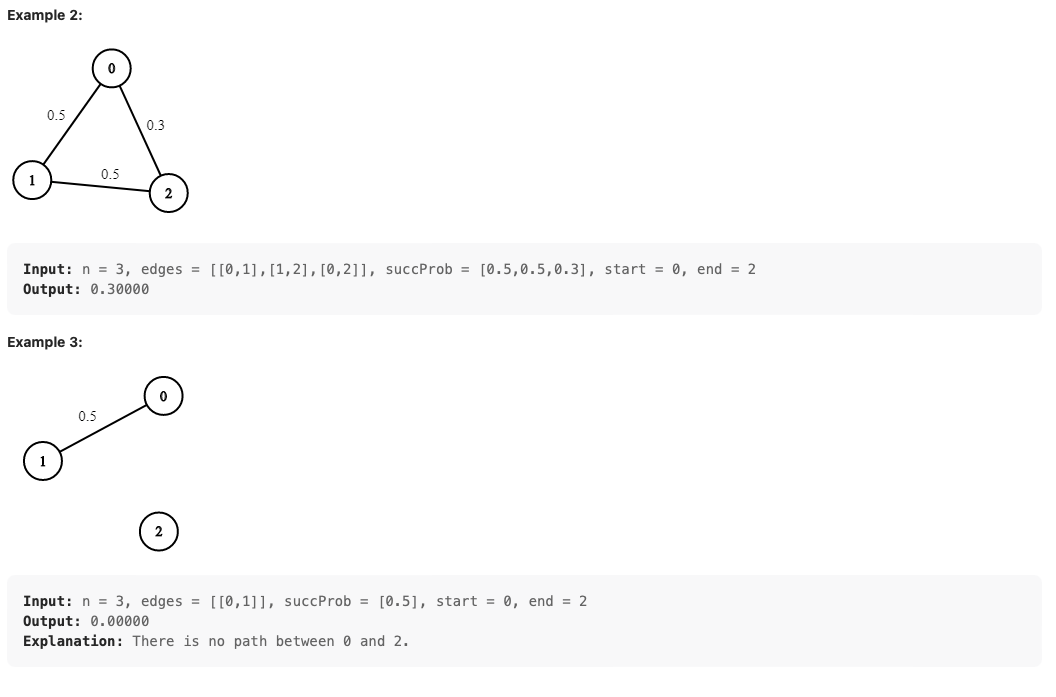 Example 2:
0
0.5
0.3
0.5
1
2
Input: n = 3, edges = [[0,1],[1,2],[0,2]], succProb = [0.5,0.5,0.3], start = 0, end = 2
Output: 0.30000
Example 3:
0
0.5
1
2
Input: n = 3, edges = [[0,1]], succProb = [0.5], start = 0, end = 2
Output: 0.00000
Explanation: There is no path between 0 and 2.